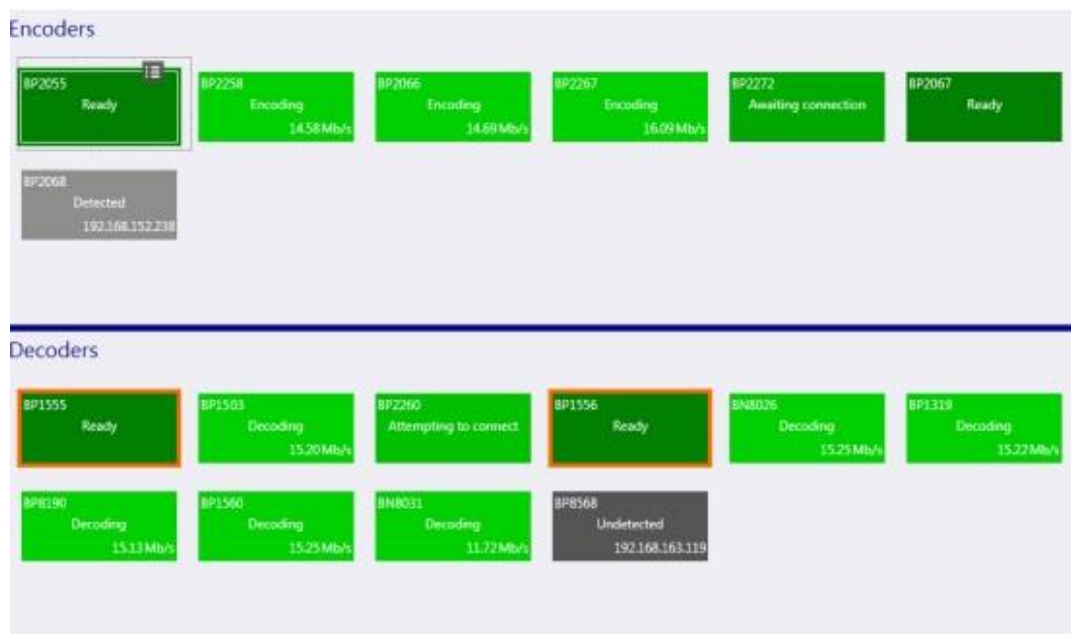 Encoders
BP2055
Ready
BP2258
Encoding
14.58 Mb/s
BP2066
Encoding
14.69 Mb/s
BP2267
Encoding
16.09 Mb/s
BP2272
Awaiting connection
BP2067
Ready
BP2068
Detected
192.168.152.238
Decoders
BP1555
Ready
BP1503
Decoding
15.20 Mb/s
BP2260
Attempting to connect
BP1556
Ready
BN8026
Decoding
15.25 Mb/s
BP1319
Decoding
15.22 Mb/s
BP8190
Decoding
15.13 Mb/s
BP1560
Decoding
15.25 Mb/s
BN8031
Decoding
11.72 Mb/s
BP8568
Undetected
192.168.163.119